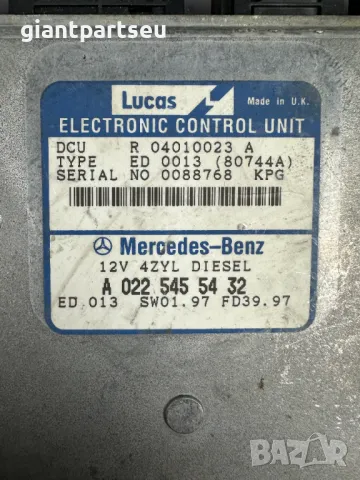 giantpartseu
Lucas
Made in U.K.
ELECTRONIC CONTROL UNIT
DCU R 04010023 A
TYPE ED 0013 (80744A)
SERIAL NO 0088768 KPG
Mercedes-Benz
12V 4ZYL DIESEL
A 022 545 54 32
ED.013 SW01.97 FD39.97
BAZAR